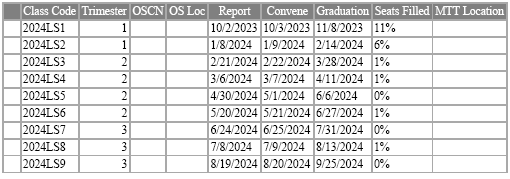 Class Code Trimester OSCN OS Loc Report Convene Graduation Seats Filled MTT Location
2024LS1 1 10/2/2023 10/3/2023 11/8/2023 11%
2024LS2 1 1/8/2024 1/9/2024 2/14/2024 6%
2024LS3 2 2/21/2024 2/22/2024 3/28/2024 1%
2024LS4 2 3/6/2024 3/7/2024 4/11/2024 1%
2024LS5 2 4/30/2024 5/1/2024 6/6/2024 0%
2024LS6 2 5/20/2024 5/21/2024 6/27/2024 1%
2024LS7 3 6/24/2024 6/25/2024 7/31/2024 0%
2024LS8 3 7/8/2024 7/9/2024 8/13/2024 1%
2024LS9 3 8/19/2024 8/20/2024 9/25/2024 0%